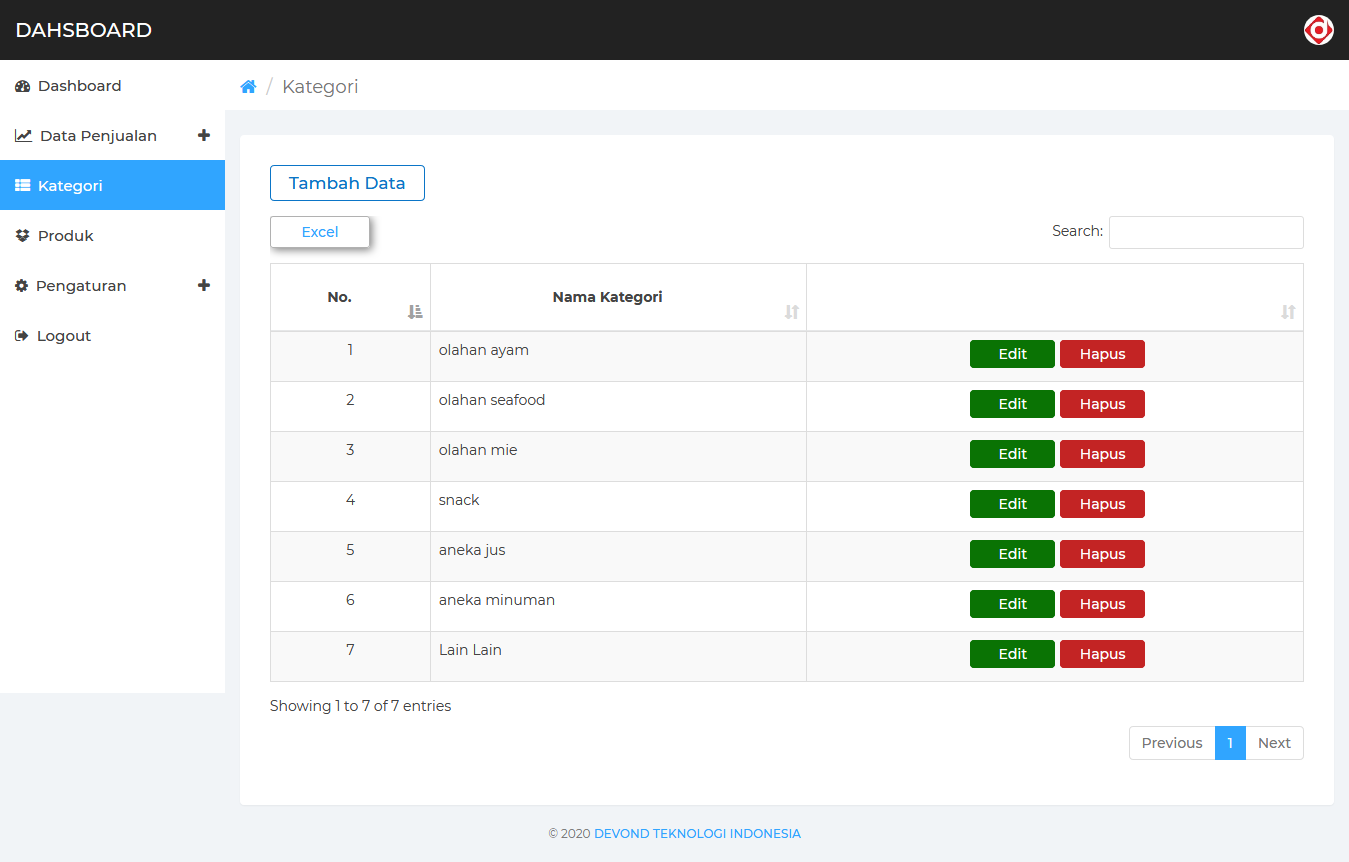 DAHSBOARD
Dashboard
Data Penjualan
Kategori
Produk
Pengaturan
Logout
/ Kategori
Tambah Data
Excel
Search:
No. Nama Kategori
1 olahan ayam Edit Hapus
2 olahan seafood Edit Hapus
3 olahan mie Edit Hapus
4 snack Edit Hapus
5 aneka jus Edit Hapus
6 aneka minuman Edit Hapus
7 Lain Lain Edit Hapus
Showing 1 to 7 of 7 entries
Previous 1 Next
© 2020 DEVOND TEKNOLOGI INDONESIA